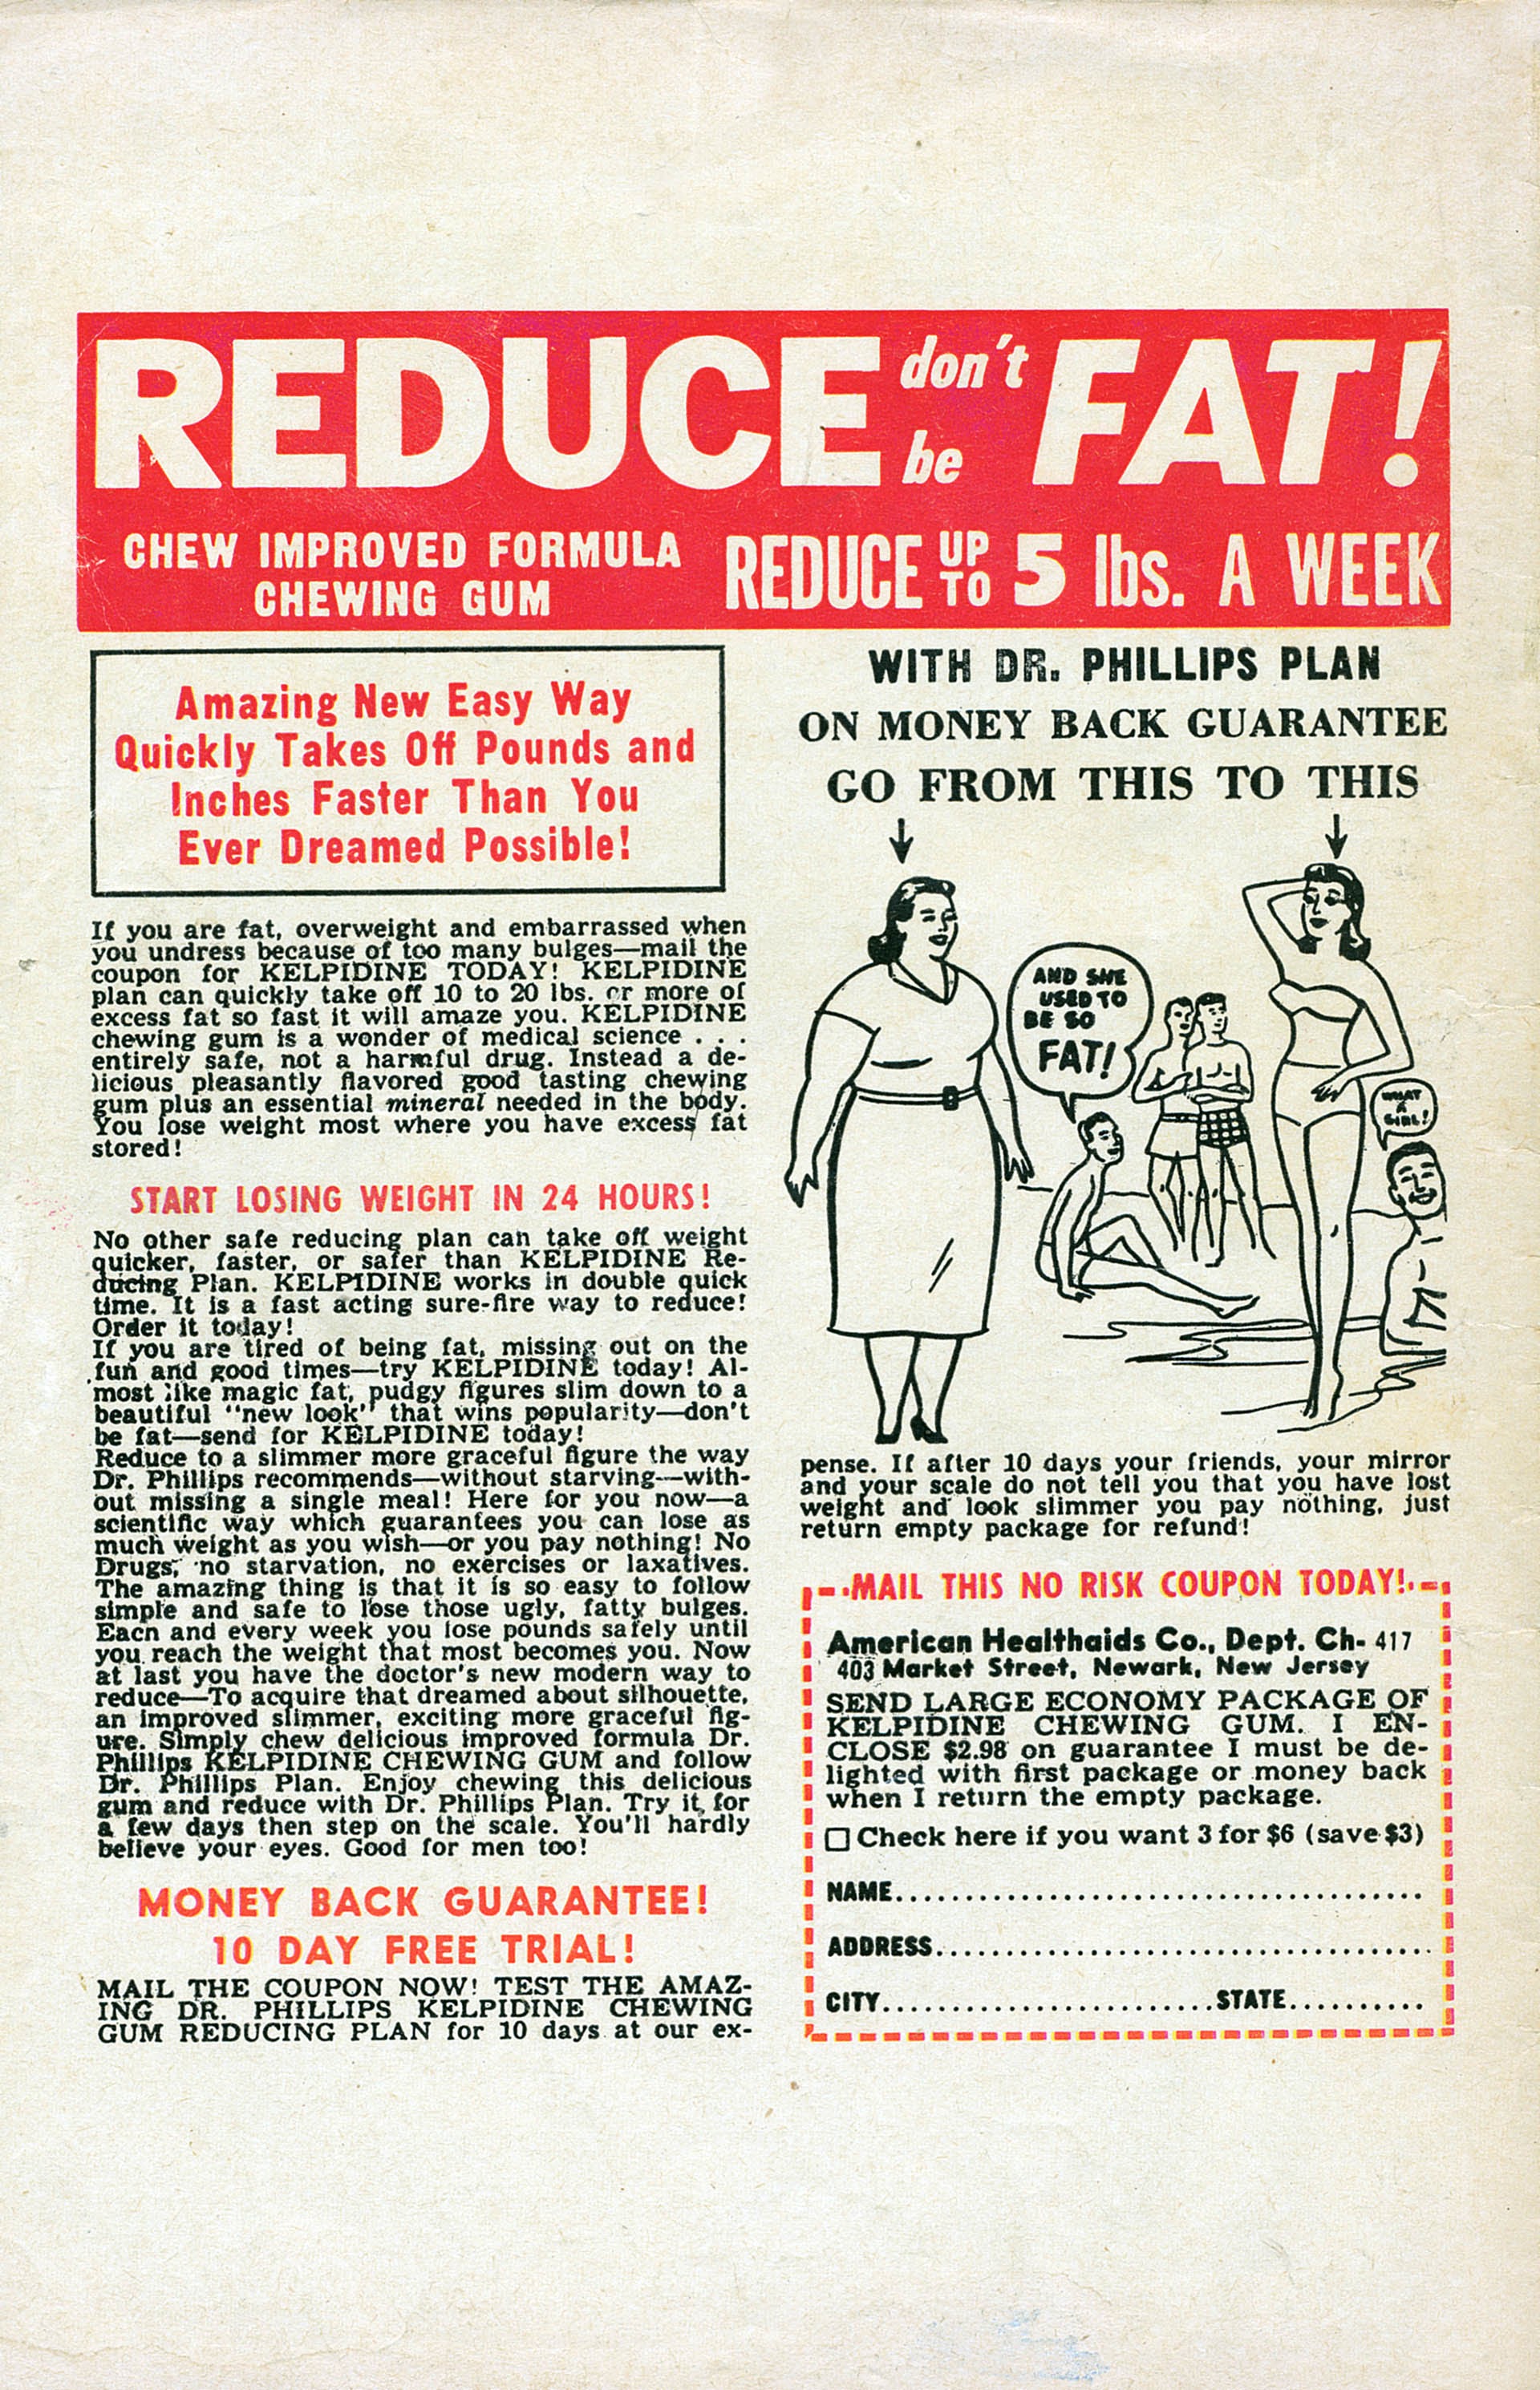 REDUCE don't be FAT!
CHEW IMPROVED FORMULA
CHEWING GUM
REDUCE UP TO 5 lbs. A WEEK
Amazing New Easy Way
Quickly Takes Off Pounds and
Inches Faster Than You
Ever Dreamed Possible!
If you are fat, overweight and embarrassed when
you undress because of too many bulges—mail the
coupon for KELPIDINE TODAY! KELPIDINE
plan can quickly take off 10 to 20 lbs. or more of
excess fat so fast it will amaze you. KELPIDINE
chewing gum is a wonder of medical science . . .
entirely safe, not a harmful drug. Instead a de-
licious pleasantly flavored good tasting chewing
gum plus an essential mineral needed in the body.
You lose weight most where you have excess fat
stored!
START LOSING WEIGHT IN 24 HOURS!
No other safe reducing plan can take off weight
quicker, faster, or safer than KELPIDINE Re-
ducing Plan. KELPIDINE works in double quick
time. It is a fast acting sure-fire way to reduce!
Order it today!
If you are tired of being fat, missing out on the
fun and good times—try KELPIDINE today! Al-
most like magic fat, pudgy figures slim down to a
beautiful "new look" that wins popularity—don't
be fat—send for KELPIDINE today!
Reduce to a slimmer more graceful figure the way
Dr. Phillips recommends—without starving—with-
out missing a single meal! Here for you now—a
scientific way which guarantees you can lose as
much weight as you wish—or you pay nothing! No
Drugs, no starvation, no exercises or laxatives.
The amazing thing is that it is so easy to follow
simple and safe to lose those ugly, fatty bulges.
Each and every week you lose pounds safely until
you reach the weight that most becomes you. Now
at last you have the doctor's new modern way to
reduce—To acquire that dreamed about silhouette,
an improved slimmer, exciting more graceful fig-
ure. Simply chew delicious improved formula Dr.
Phillips KELPIDINE CHEWING GUM and follow
Dr. Phillips Plan. Enjoy chewing this delicious
gum and reduce with Dr. Phillips Plan. Try it for
a few days then step on the scale. You'll hardly
believe your eyes. Good for men too!
MONEY BACK GUARANTEE!
10 DAY FREE TRIAL!
MAIL THE COUPON NOW! TEST THE AMAZ-
ING DR. PHILLIPS KELPIDINE CHEWING
GUM REDUCING PLAN for 10 days at our ex-
WITH DR. PHILLIPS PLAN
ON MONEY BACK GUARANTEE
GO FROM THIS TO THIS
AND SHE
USED TO
BE SO
FAT!
WHAT
A
GIRL!
pense. If after 10 days your friends, your mirror
and your scale do not tell you that you have lost
weight and look slimmer you pay nothing, just
return empty package for refund!
MAIL THIS NO RISK COUPON TODAY!
American Healthaids Co., Dept. Ch- 417
403 Market Street, Newark, New Jersey
SEND LARGE ECONOMY PACKAGE OF
KELPIDINE CHEWING GUM. I EN-
CLOSE $2.98 on guarantee I must be de-
lighted with first package or money back
when I return the empty package.
Check here if you want 3 for $6 (save $3)
NAME......................................
ADDRESS....................................
CITY........................STATE..........